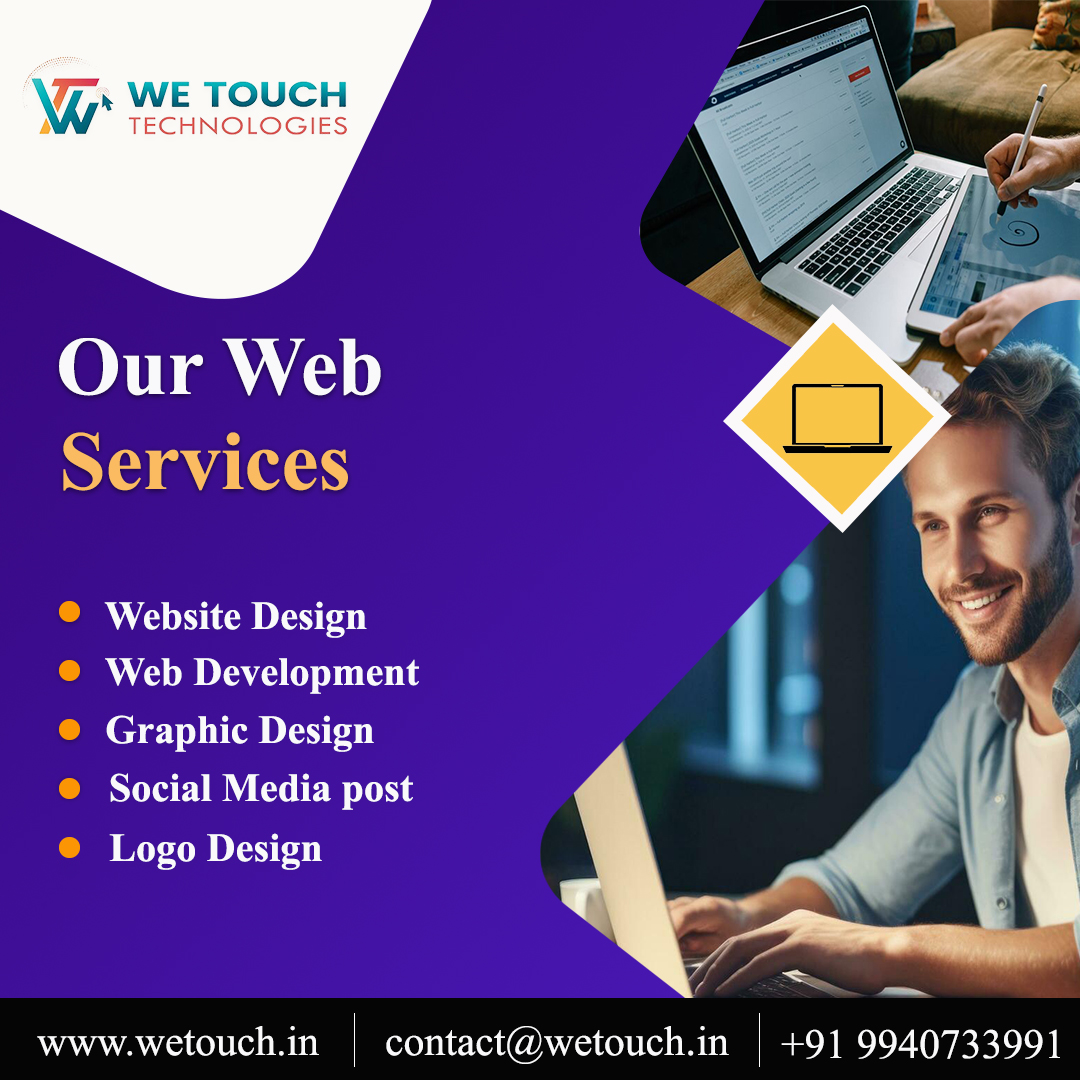 WE TOUCH
TECHNOLOGIES
Our Web
Services
Website Design
Web Development
Graphic Design
Social Media post
Logo Design
www.wetouch.in
contact@wetouch.in
+91 9940733991